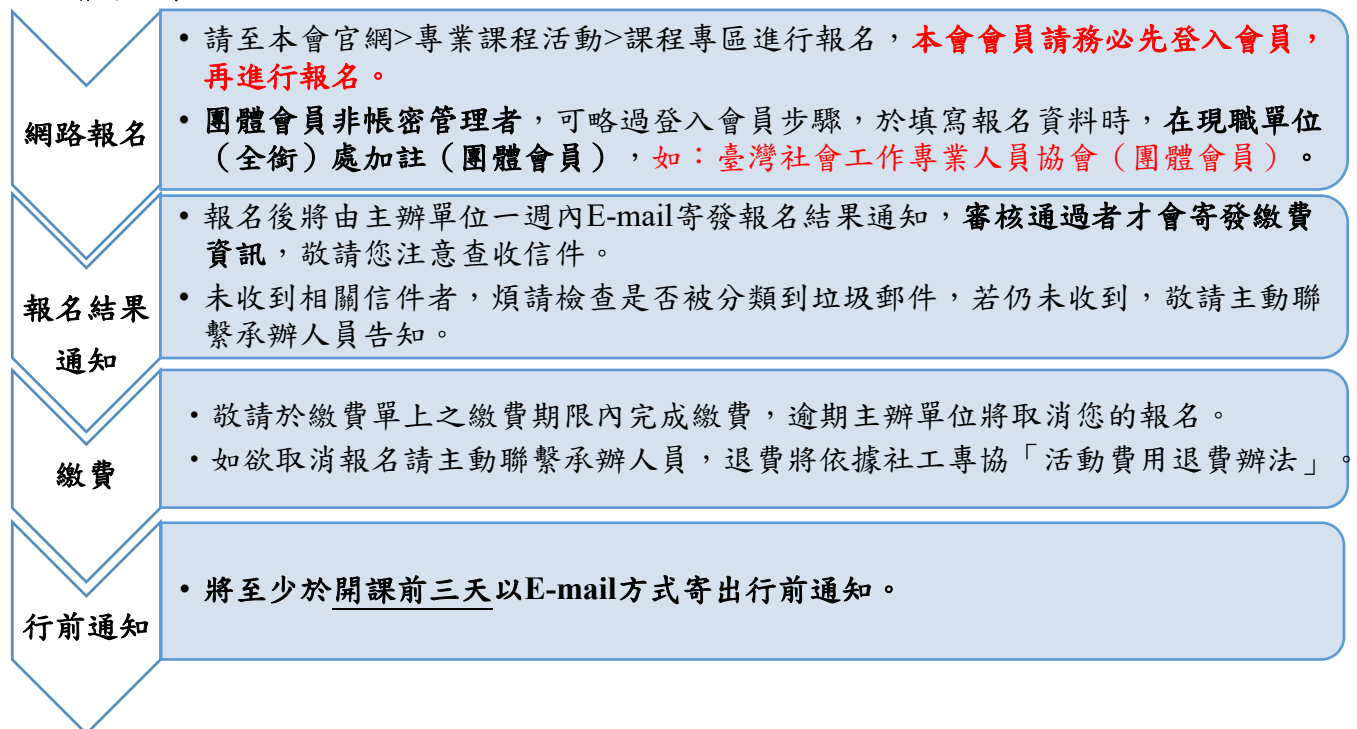 網路報名
• 請至本會官網>專業課程活動>課程專區進行報名，本會會員請務必先登入會員，
再進行報名。
• 團體會員非帳密管理者，可略過登入會員步驟，於填寫報名資料時，在現職單位
（全銜）處加註（團體會員），如：臺灣社會工作專業人員協會（團體會員）。
報名結果
通知
• 報名後將由主辦單位一週內E-mail寄發報名結果通知，審核通過者才會寄發繳費
資訊，敬請您注意查收信件。
• 未收到相關信件者，煩請檢查是否被分類到垃圾郵件，若仍未收到，敬請主動聯
繫承辦人員告知。
繳費
• 敬請於繳費單上之繳費期限內完成繳費，逾期主辦單位將取消您的報名。
• 如欲取消報名請主動聯繫承辦人員，退費將依據社工專協「活動費用退費辦法」。
行前通知
• 將至少於開課前三天以E-mail方式寄出行前通知。